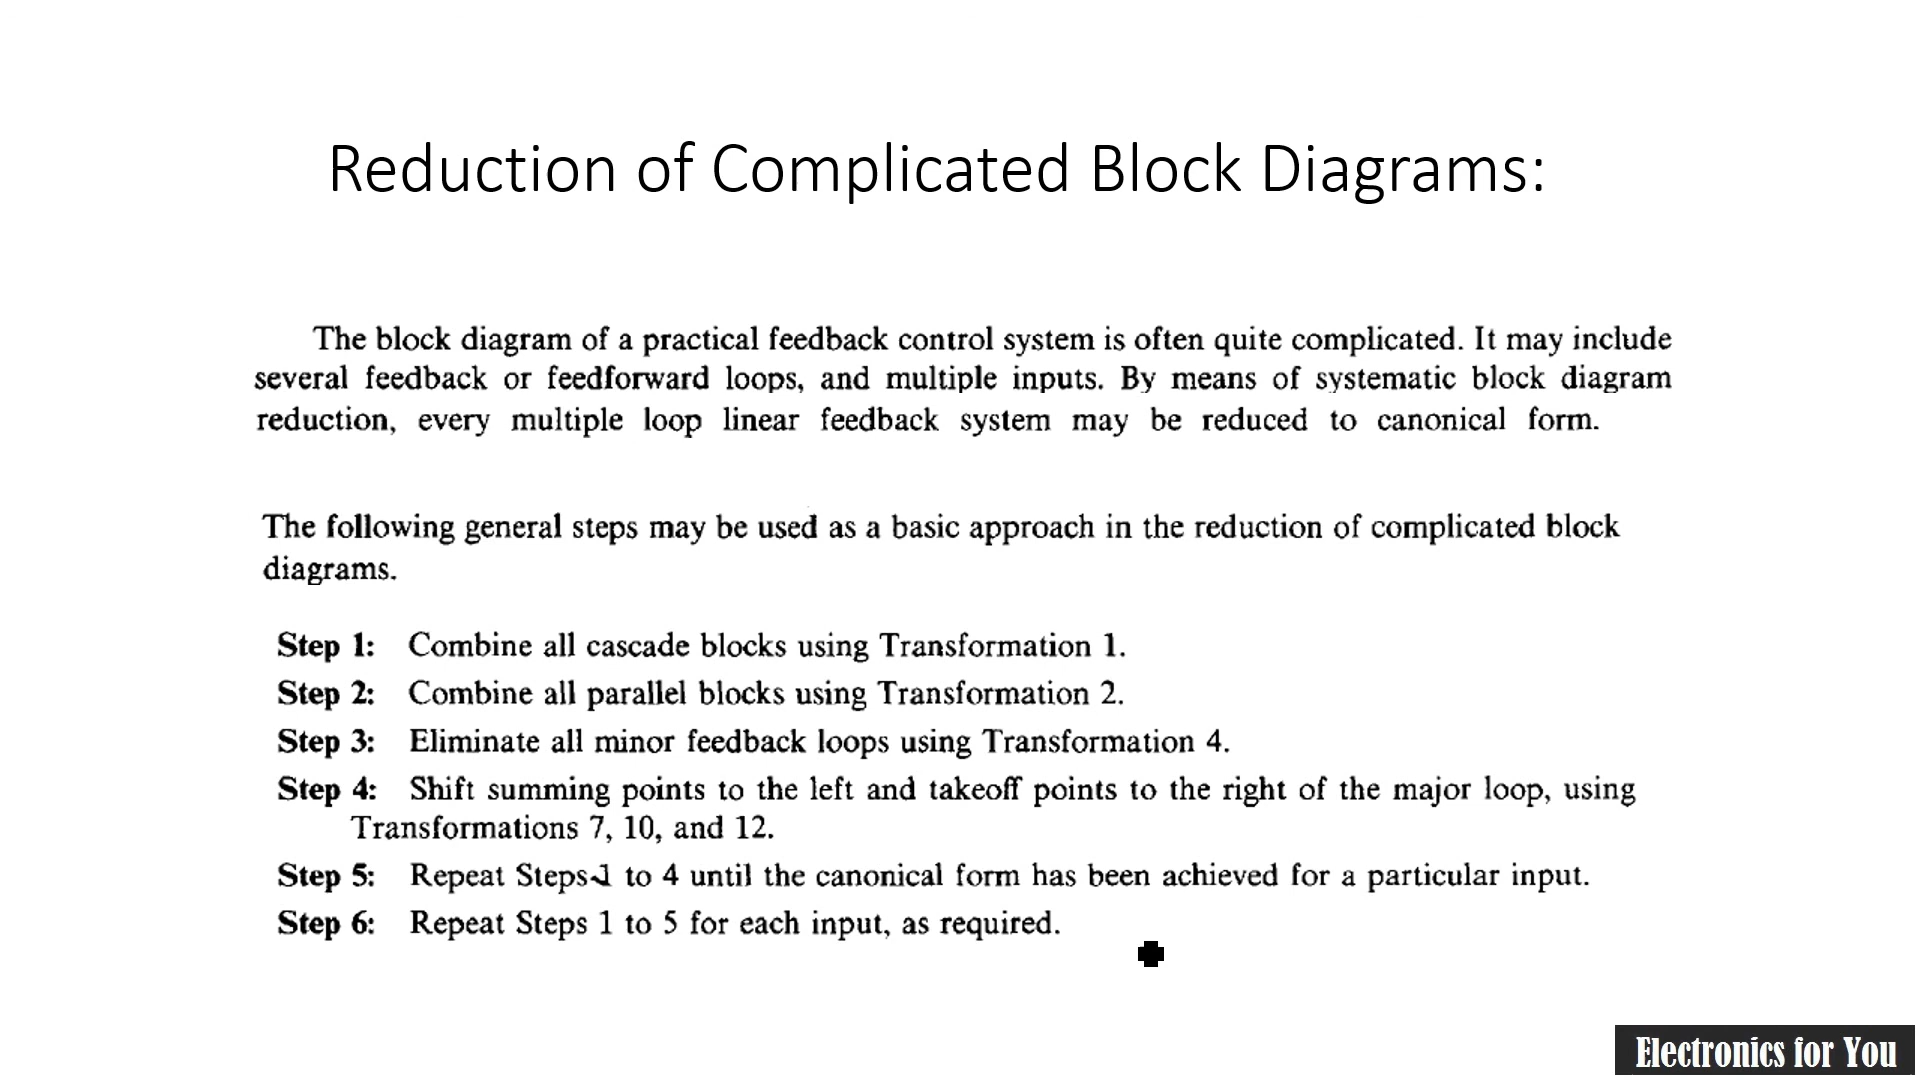 Reduction of Complicated Block Diagrams:
The block diagram of a practical feedback control system is often quite complicated. It may include
several feedback or feedforward loops, and multiple inputs. By means of systematic block diagram
reduction, every multiple loop linear feedback system may be reduced to canonical form.
The following general steps may be used as a basic approach in the reduction of complicated block
diagrams.
Step 1: Combine all cascade blocks using Transformation 1.
Step 2: Combine all parallel blocks using Transformation 2.
Step 3: Eliminate all minor feedback loops using Transformation 4.
Step 4: Shift summing points to the left and takeoff points to the right of the major loop, using
Transformations 7, 10, and 12.
Step 5: Repeat Steps 1 to 4 until the canonical form has been achieved for a particular input.
Step 6: Repeat Steps 1 to 5 for each input, as required.
Electronics for You